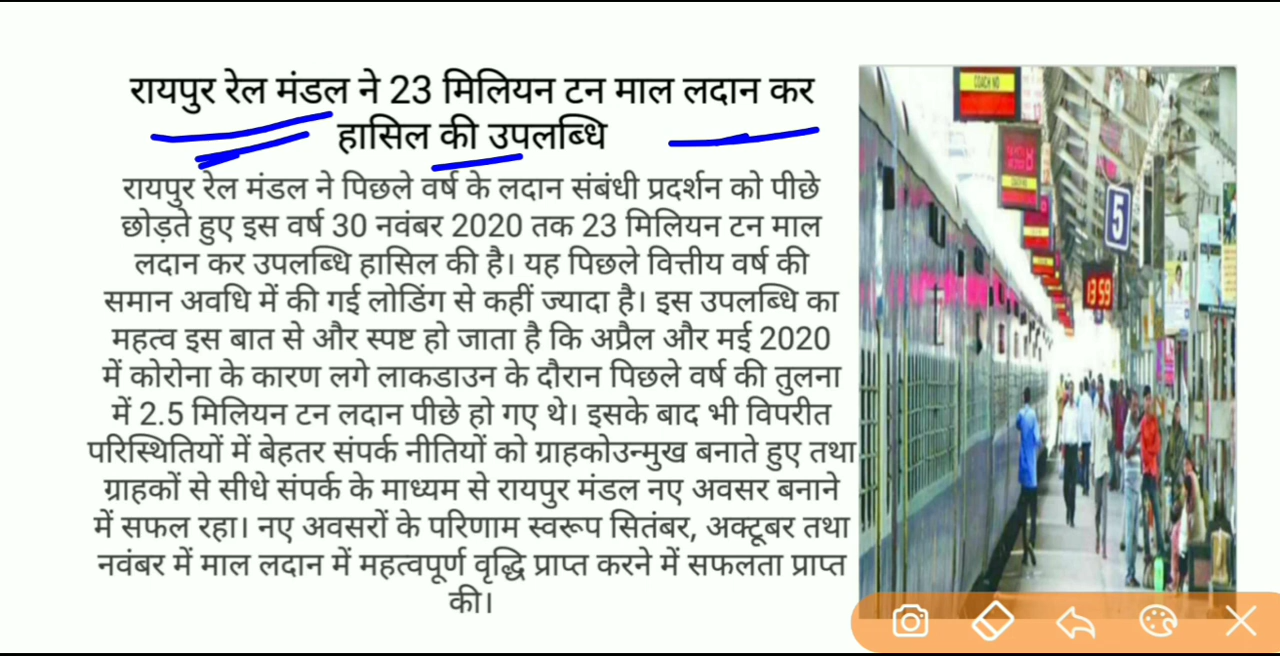 रायपुर रेल मंडल ने 23 मिलियन टन माल लदान कर
हासिल की उपलब्धि
रायपुर रेल मंडल ने पिछले वर्ष के लदान संबंधी प्रदर्शन को पीछे
छोड़ते हुए इस वर्ष 30 नवंबर 2020 तक 23 मिलियन टन माल
लदान कर उपलब्धि हासिल की है। यह पिछले वित्तीय वर्ष की
समान अवधि में की गई लोडिंग से कहीं ज्यादा है। इस उपलब्धि का
महत्व इस बात से और स्पष्ट हो जाता है कि अप्रैल और मई 2020
में कोरोना के कारण लगे लाकडाउन के दौरान पिछले वर्ष की तुलना
में 2.5 मिलियन टन लदान पीछे हो गए थे। इसके बाद भी विपरीत
परिस्थितियों में बेहतर संपर्क नीतियों को ग्राहकोउन्मुख बनाते हुए तथा
ग्राहकों से सीधे संपर्क के माध्यम से रायपुर मंडल नए अवसर बनाने
में सफल रहा। नए अवसरों के परिणाम स्वरूप सितंबर, अक्टूबर तथा
नवंबर में माल लदान में महत्वपूर्ण वृद्धि प्राप्त करने में सफलता प्राप्त
की।
COACH NO
5
13 59